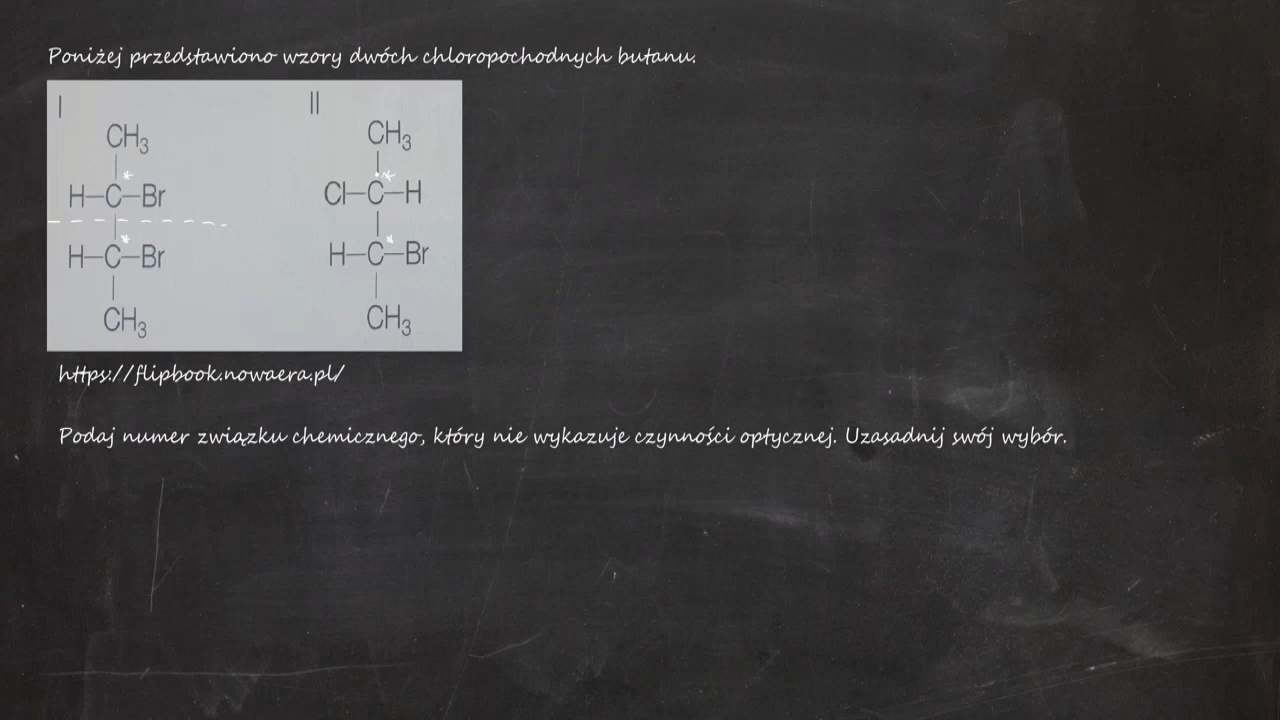 Poniżej przedstawiono wzory dwóch chloropochodnych butanu.
I II
CH3 CH3
H–C*–Br Cl–C*–H
H–C*–Br H–C*–Br
CH3 CH3
https://flipbook.nowaera.pl/
Podaj numer związku chemicznego, który nie wykazuje czynności optycznej. Uzasadnij swój wybór.